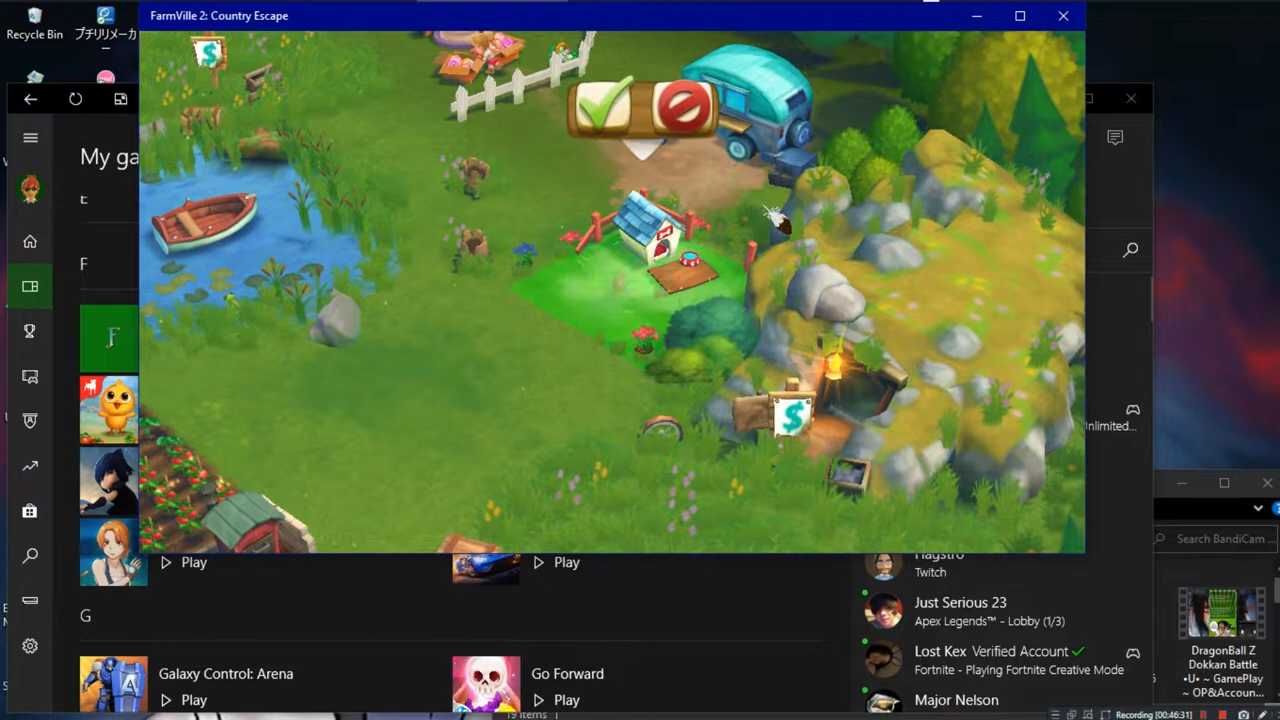 FarmVille 2: Country Escape
Recycle Bin
プチリメーカ
My ga
F
Unlimited...
Search BandiCam ...
Play
Play
Twitch
G
Just Serious 23
Apex Legends™ - Lobby (1/3)
Lost Kex Verified Account
Fortnite - Playing Fortnite Creative Mode
Galaxy Control: Arena
Go Forward
Play
Play
Major Nelson
DragonBall Z
Dokkan Battle
•U• ~ GamePlay
~ OP&Accoun...
19 items
Recording [00:46:31]